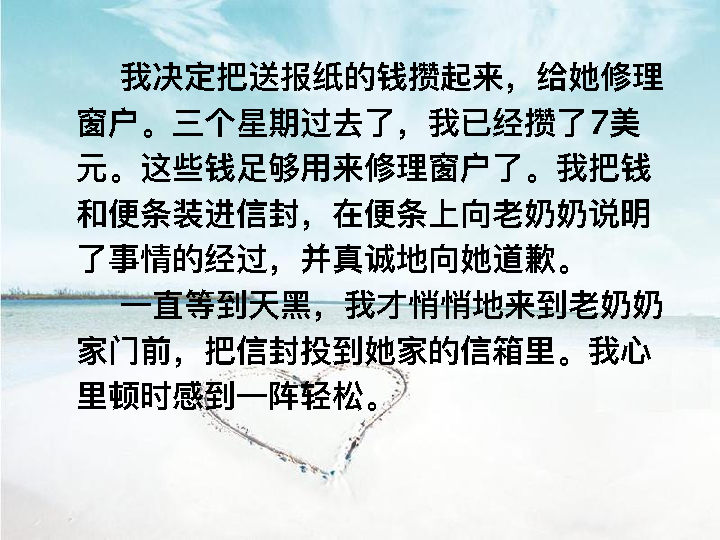 我决定把送报纸的钱攒起来，给她修理
窗户。三个星期过去了，我已经攒了7美
元。这些钱足够用来修理窗户了。我把钱
和便条装进信封，在便条上向老奶奶说明
了事情的经过，并真诚地向她道歉。
一直等到天黑，我才悄悄地来到老奶奶
家门前，把信封投到她家的信箱里。我心
里顿时感到一阵轻松。